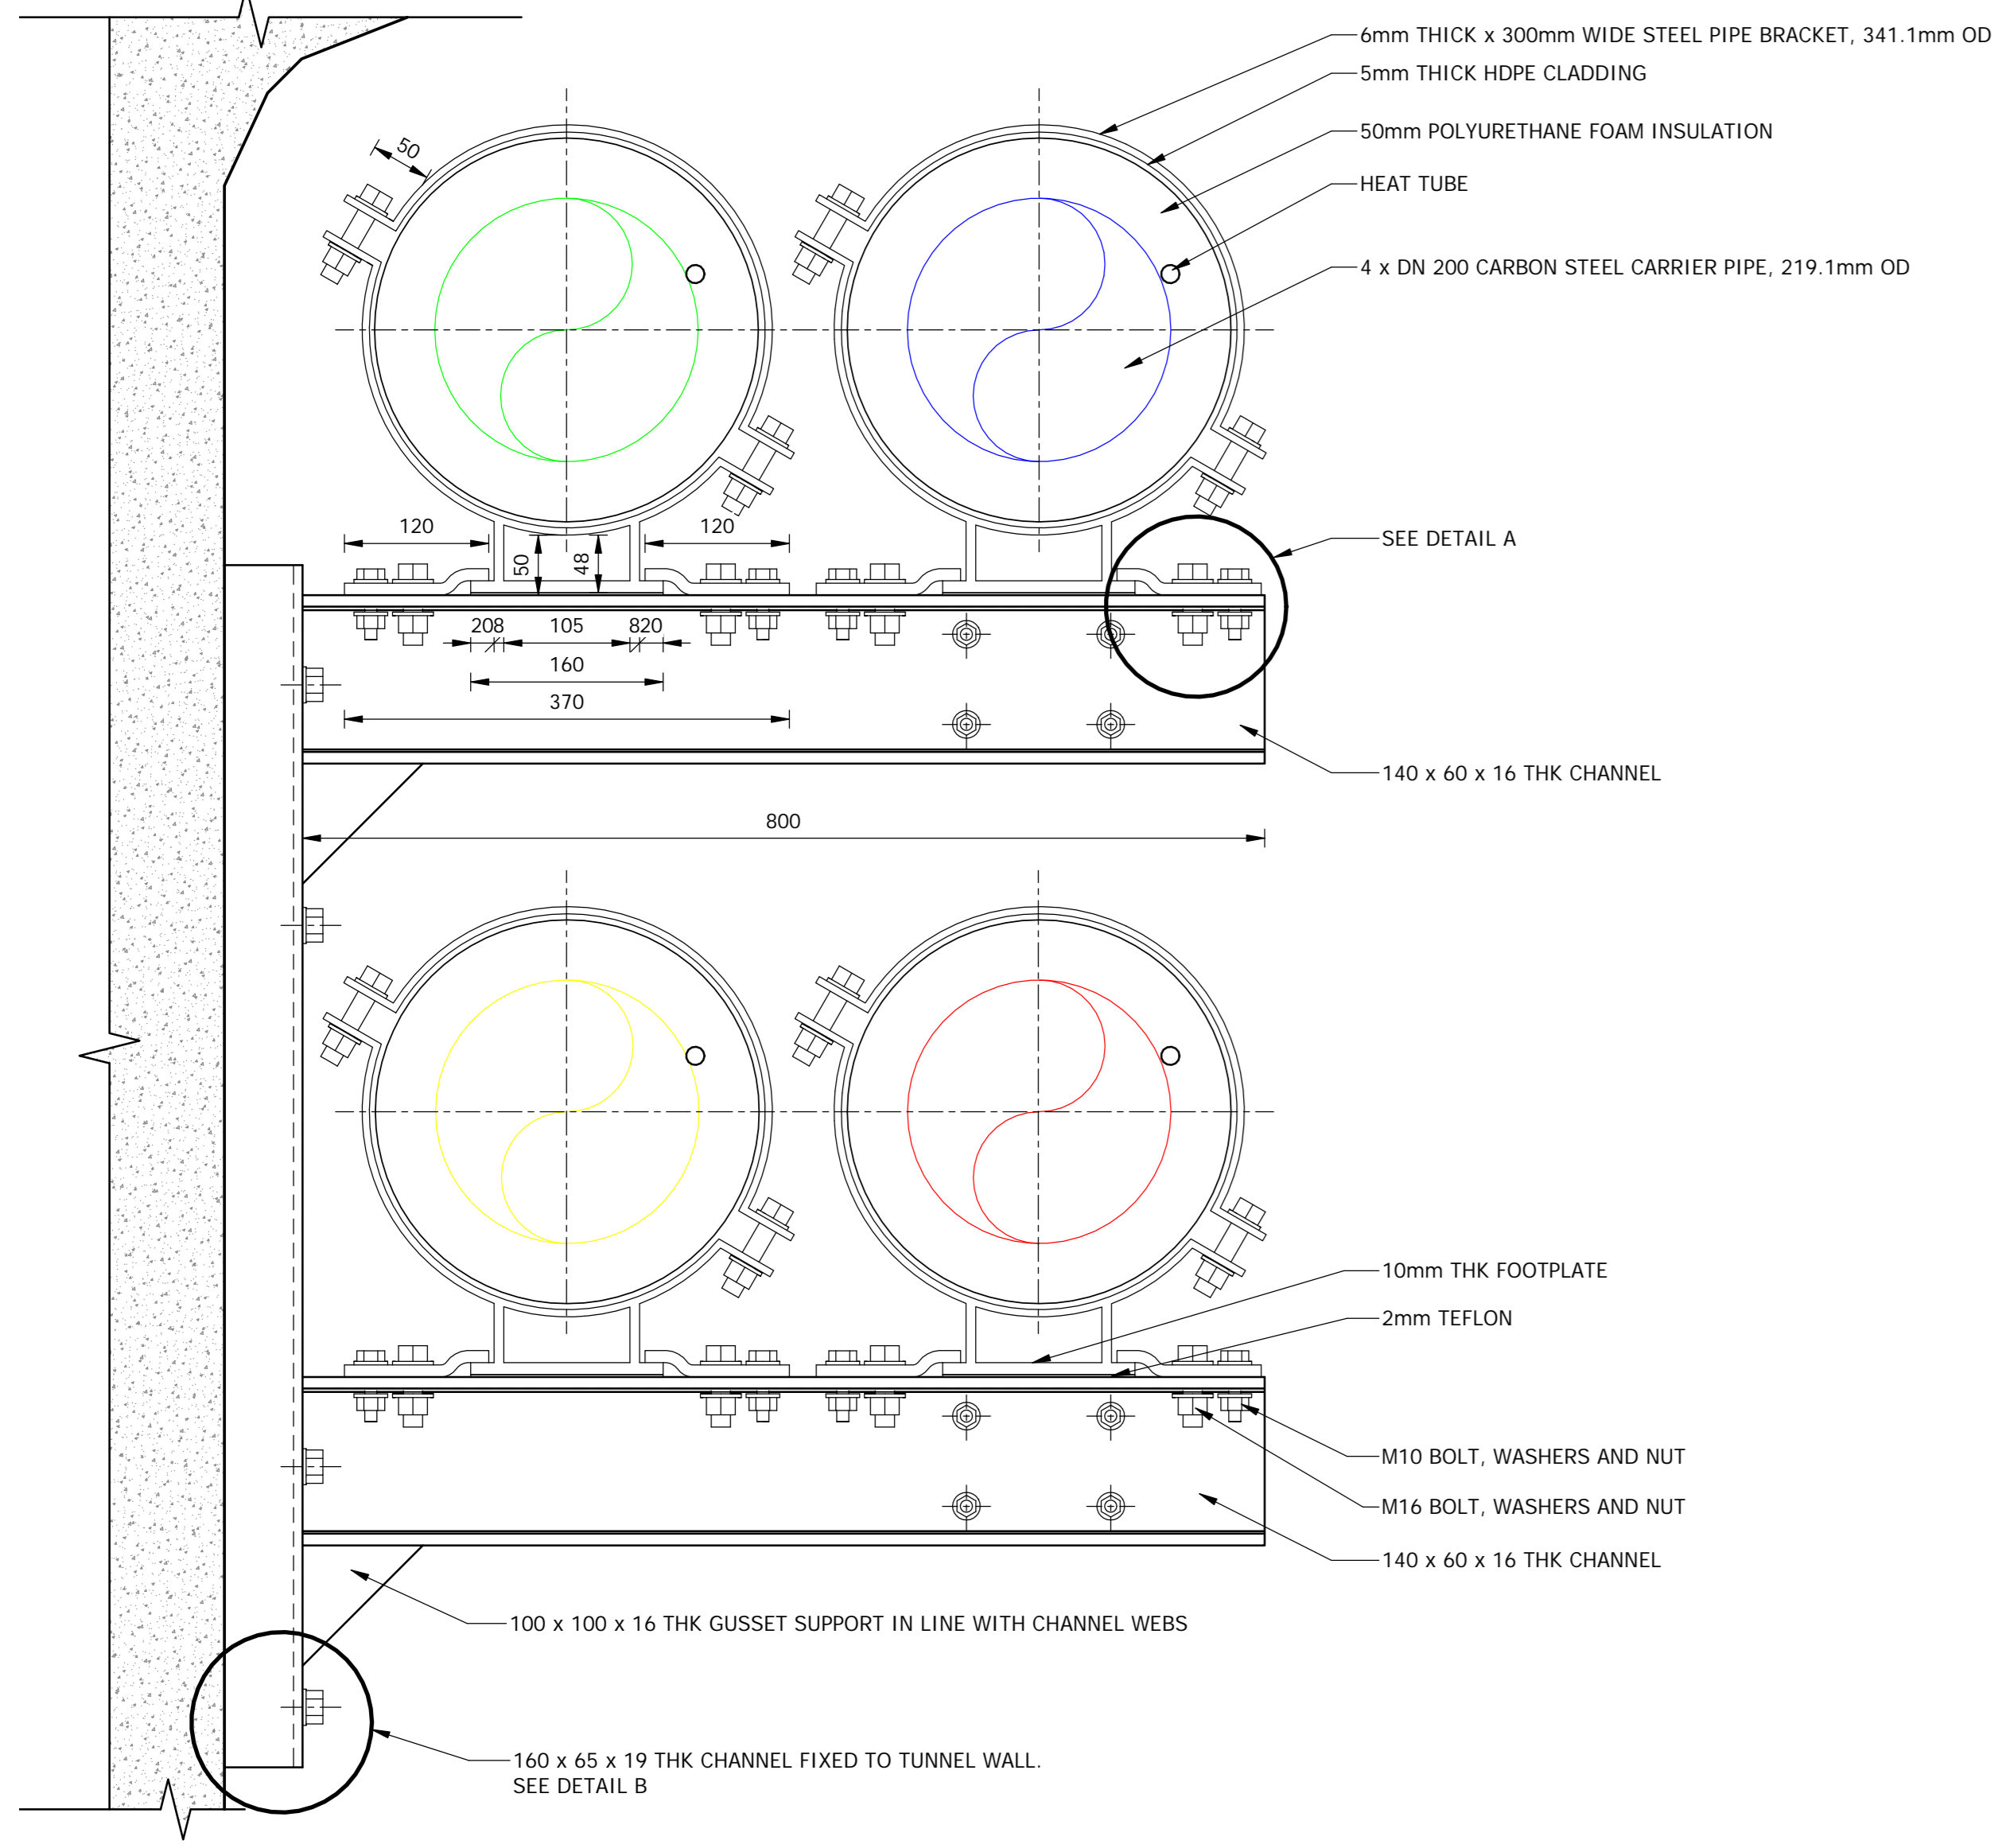 6mm THICK x 300mm WIDE STEEL PIPE BRACKET, 341.1mm OD
5mm THICK HDPE CLADDING
50mm POLYURETHANE FOAM INSULATION
HEAT TUBE
4 x DN 200 CARBON STEEL CARRIER PIPE, 219.1mm OD
50
120
120
50
48
SEE DETAIL A
208
105
820
160
370
140 x 60 x 16 THK CHANNEL
800
10mm THK FOOTPLATE
2mm TEFLON
M10 BOLT, WASHERS AND NUT
M16 BOLT, WASHERS AND NUT
140 x 60 x 16 THK CHANNEL
100 x 100 x 16 THK GUSSET SUPPORT IN LINE WITH CHANNEL WEBS
160 x 65 x 19 THK CHANNEL FIXED TO TUNNEL WALL.
SEE DETAIL B